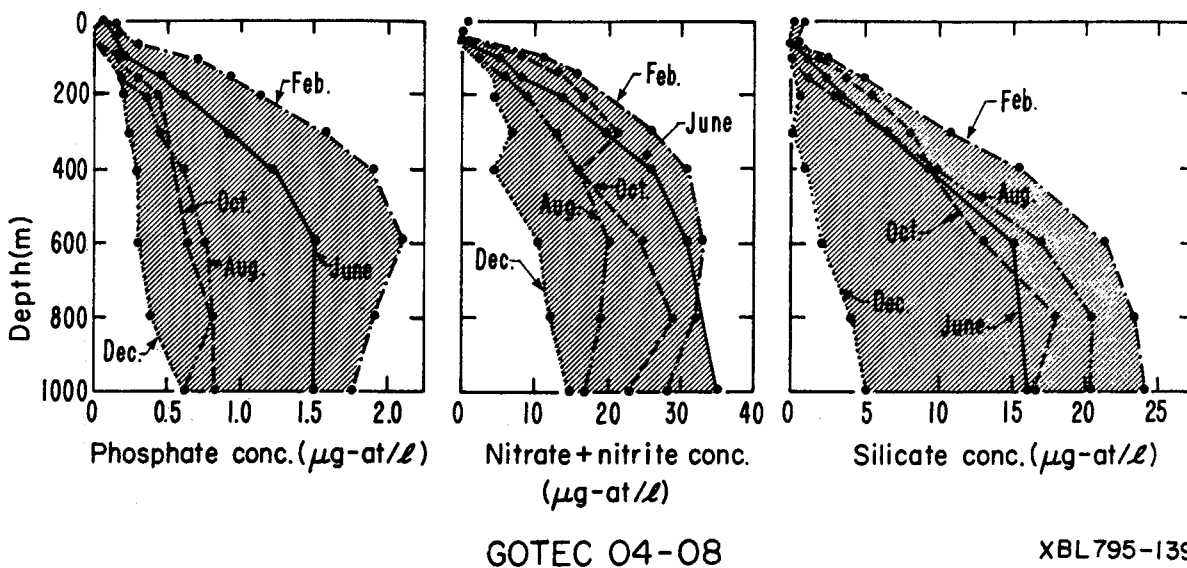 Depth(m)
0
200
400
600
800
1000
Feb.
Oct.
Aug.
June
Dec.
0 0.5 1.0 1.5 2.0
Phosphate conc.(μg-at/ℓ)
Feb.
June
Oct.
Aug.
Dec.
0 10 20 30 40
Nitrate+nitrite conc.
(μg-at/ℓ)
Feb.
Aug.
Oct.
Dec.
June
0 5 10 15 20 25
Silicate conc.(μg-at/ℓ)
GOTEC 04-08
XBL795-139